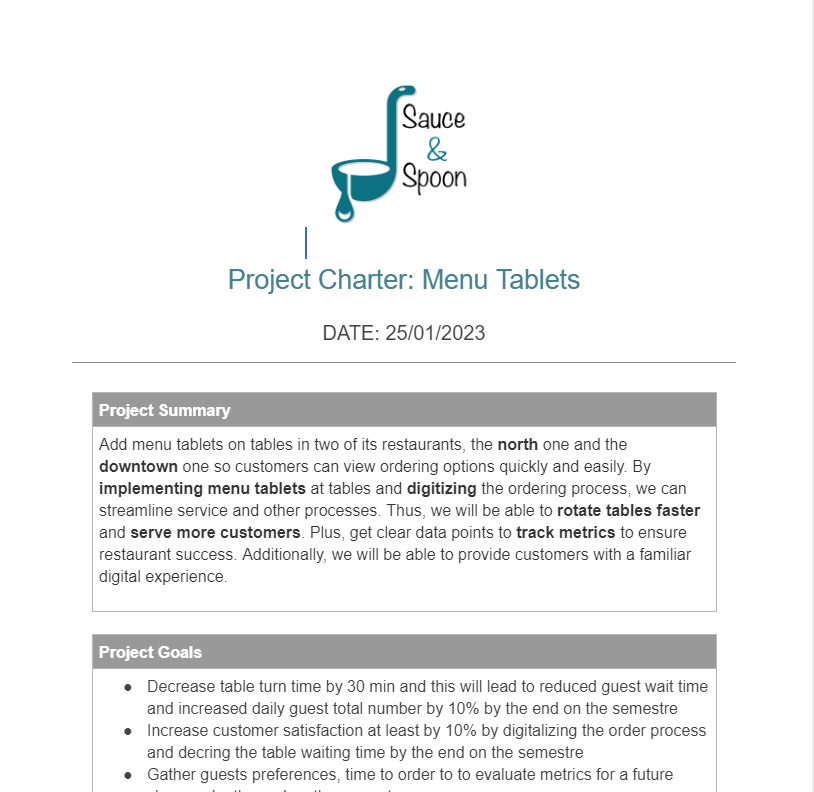 Sauce
&
Spoon
Project Charter: Menu Tablets
DATE: 25/01/2023
Project Summary
Add menu tablets on tables in two of its restaurants, the north one and the
downtown one so customers can view ordering options quickly and easily. By
implementing menu tablets at tables and digitizing the ordering process, we can
streamline service and other processes. Thus, we will be able to rotate tables faster
and serve more customers. Plus, get clear data points to track metrics to ensure
restaurant success. Additionally, we will be able to provide customers with a familiar
digital experience.
Project Goals
● Decrease table turn time by 30 min and this will lead to reduced guest wait time
and increased daily guest total number by 10% by the end on the semestre
● Increase customer satisfaction at least by 10% by digitalizing the order process
and decring the table waiting time by the end on the semestre
● Gather guests preferences, time to order to to evaluate metrics for a future